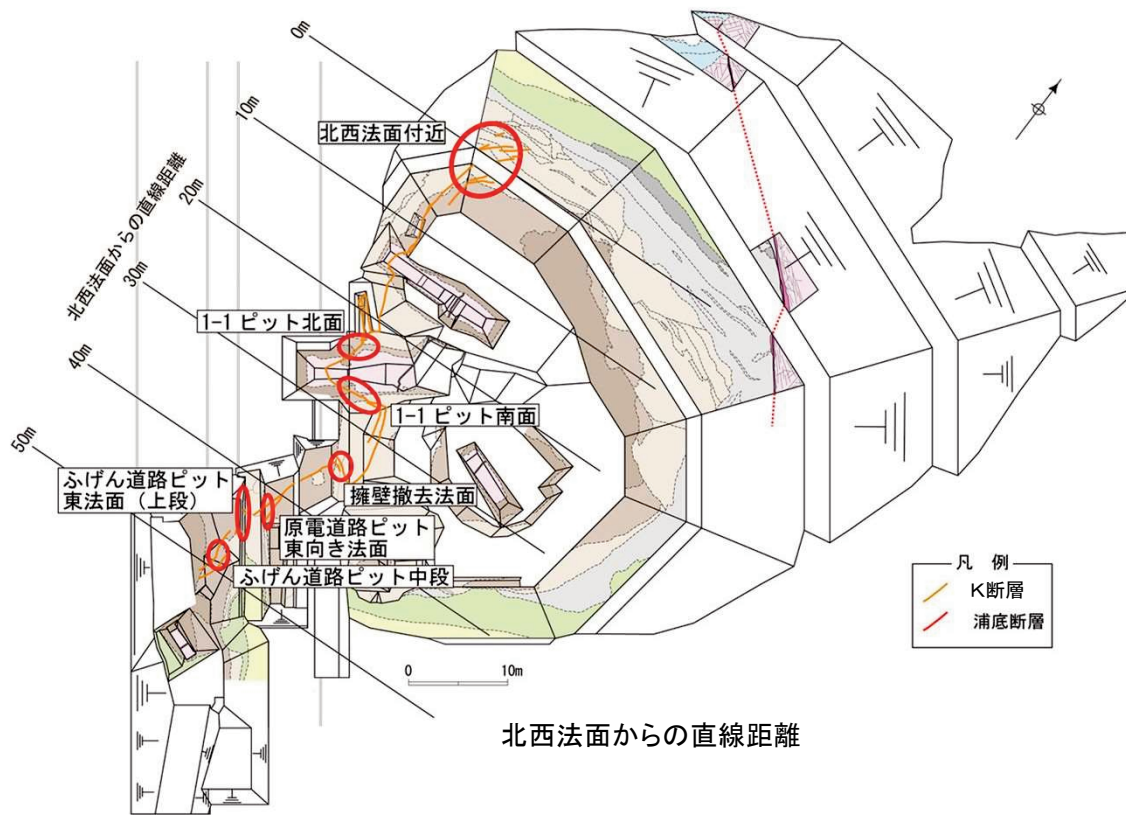 0m
10m
北西法面付近
20m
北西法面からの直線距離
30m
1-1 ピット北面
40m
1-1 ピット南面
50m
ふげん道路ピット
東法面（上段）
擁壁撤去法面
原電道路ピット
東向き法面
ふげん道路ピット中段
凡 例
K断層
浦底断層
0 10m
北西法面からの直線距離